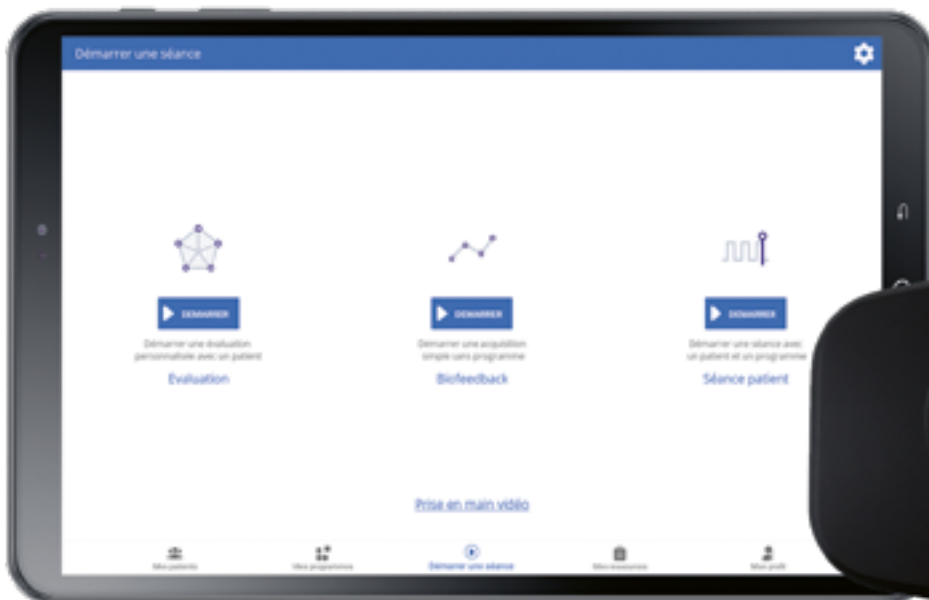 Démarrer une séance
DEMARRER
Démarrer une évaluation
personnalisée avec un patient
Evaluation
DEMARRER
Démarrer une acquisition
simple sans programme
Biofeedback
DEMARRER
Démarrer une séance avec
un patient et un programme
Séance patient
Prise en main vidéo
Mes patients
Mes programmes
Démarrer une séance
Mes ressources
Mon profil